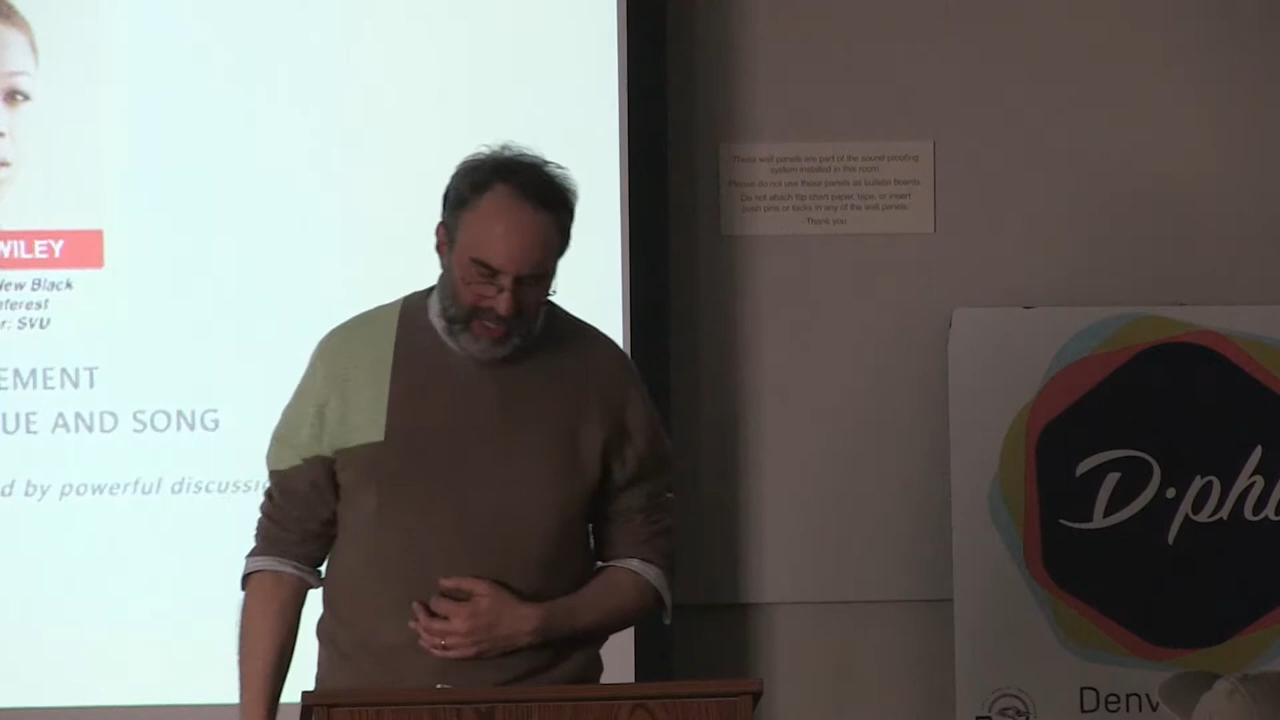 WILEY
New Black
nterest
r: SVU
EMENT
UE AND SONG
d by powerful discussi
These wall panels are part of the sound proofing
system installed in this room.
Please do not use these panels as bulletin boards.
Do not attach flip chart paper, tape, or insert
push pins or tacks in any of the wall panels.
- Thank you
D·phi
Denv